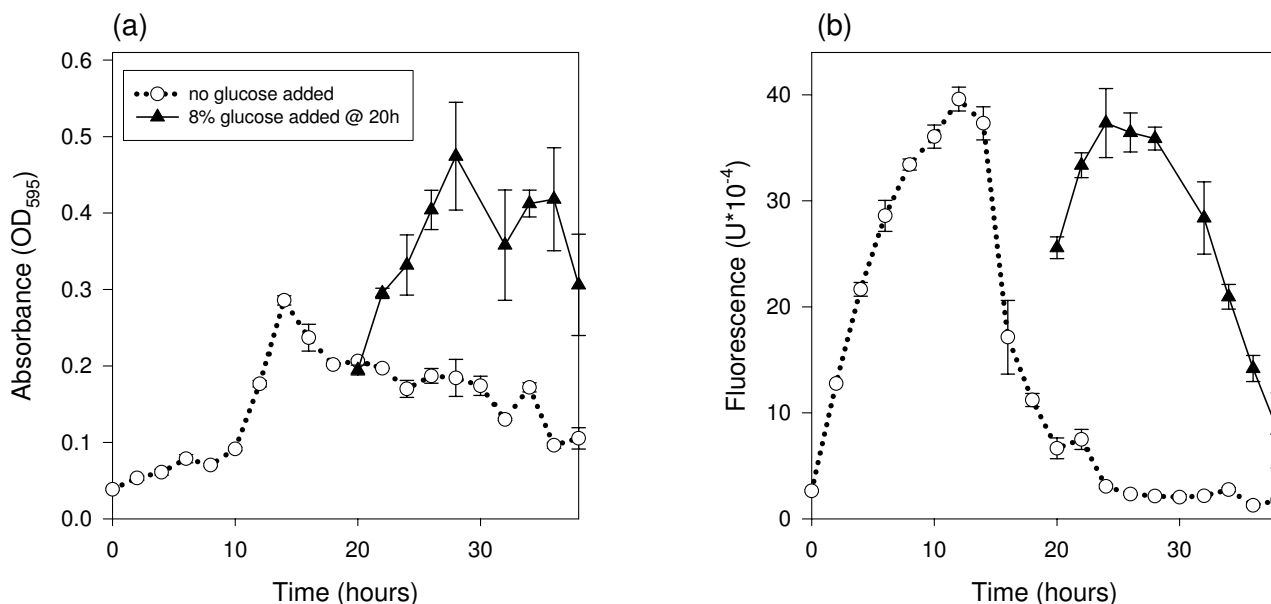 (a)
Absorbance (OD595)
0.6
0.5
0.4
0.3
0.2
0.1
0.0
no glucose added
8% glucose added @ 20h
0 10 20 30
Time (hours)
(b)
Fluorescence (U*10-4)
40
30
20
10
0
0 10 20 30
Time (hours)